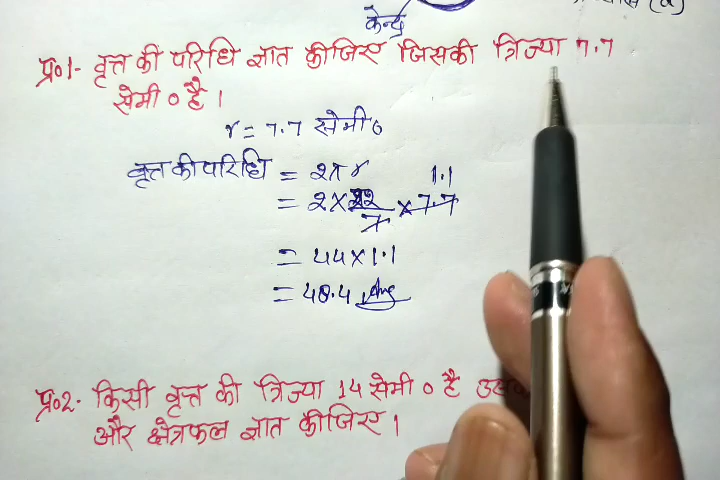 केन्द्र
प्र०1- वृत्त की परिधि ज्ञात कीजिए जिसकी त्रिज्या 7.7
सेमी० है।
r = 7.7 सेमी०
वृत्त की परिधि = 2πr
= 2 × 22/7 × 7.7 1.1
= 44 × 1.1
= 48.4 Ans
प्र०2- किसी वृत्त की त्रिज्या 14 सेमी० है
और क्षेत्रफल ज्ञात कीजिए।